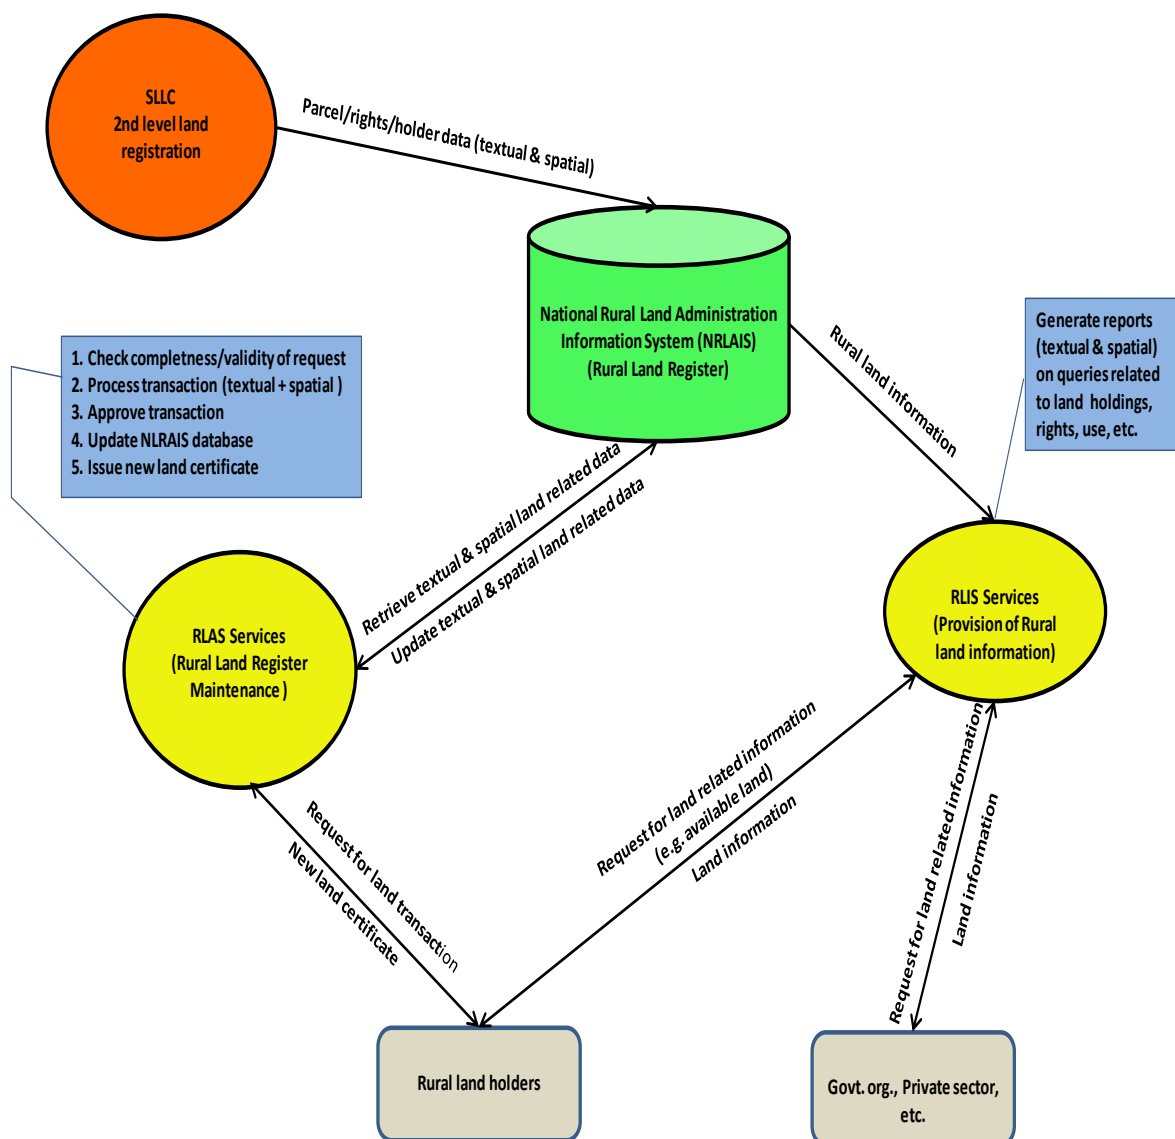 SLLC
2nd level land
registration
Parcel/rights/holder data (textual & spatial)
National Rural Land Administration
Information System (NRLAIS)
(Rural Land Register)
Rural land information
Generate reports
(textual & spatial)
on queries related
to land holdings,
rights, use, etc.
1. Check completness/validity of request
2. Process transaction (textual + spatial )
3. Approve transaction
4. Update NLRAIS database
5. Issue new land certificate
Retrieve textual & spatial land related data
Update textual & spatial land related data
RLAS Services
(Rural Land Register
Maintenance )
RLIS Services
(Provision of Rural
land information)
Request for land transaction
New land certificate
Request for land related information
(e.g. available land)
Land information
Request for land related information
Land information
Rural land holders
Govt. org., Private sector,
etc.